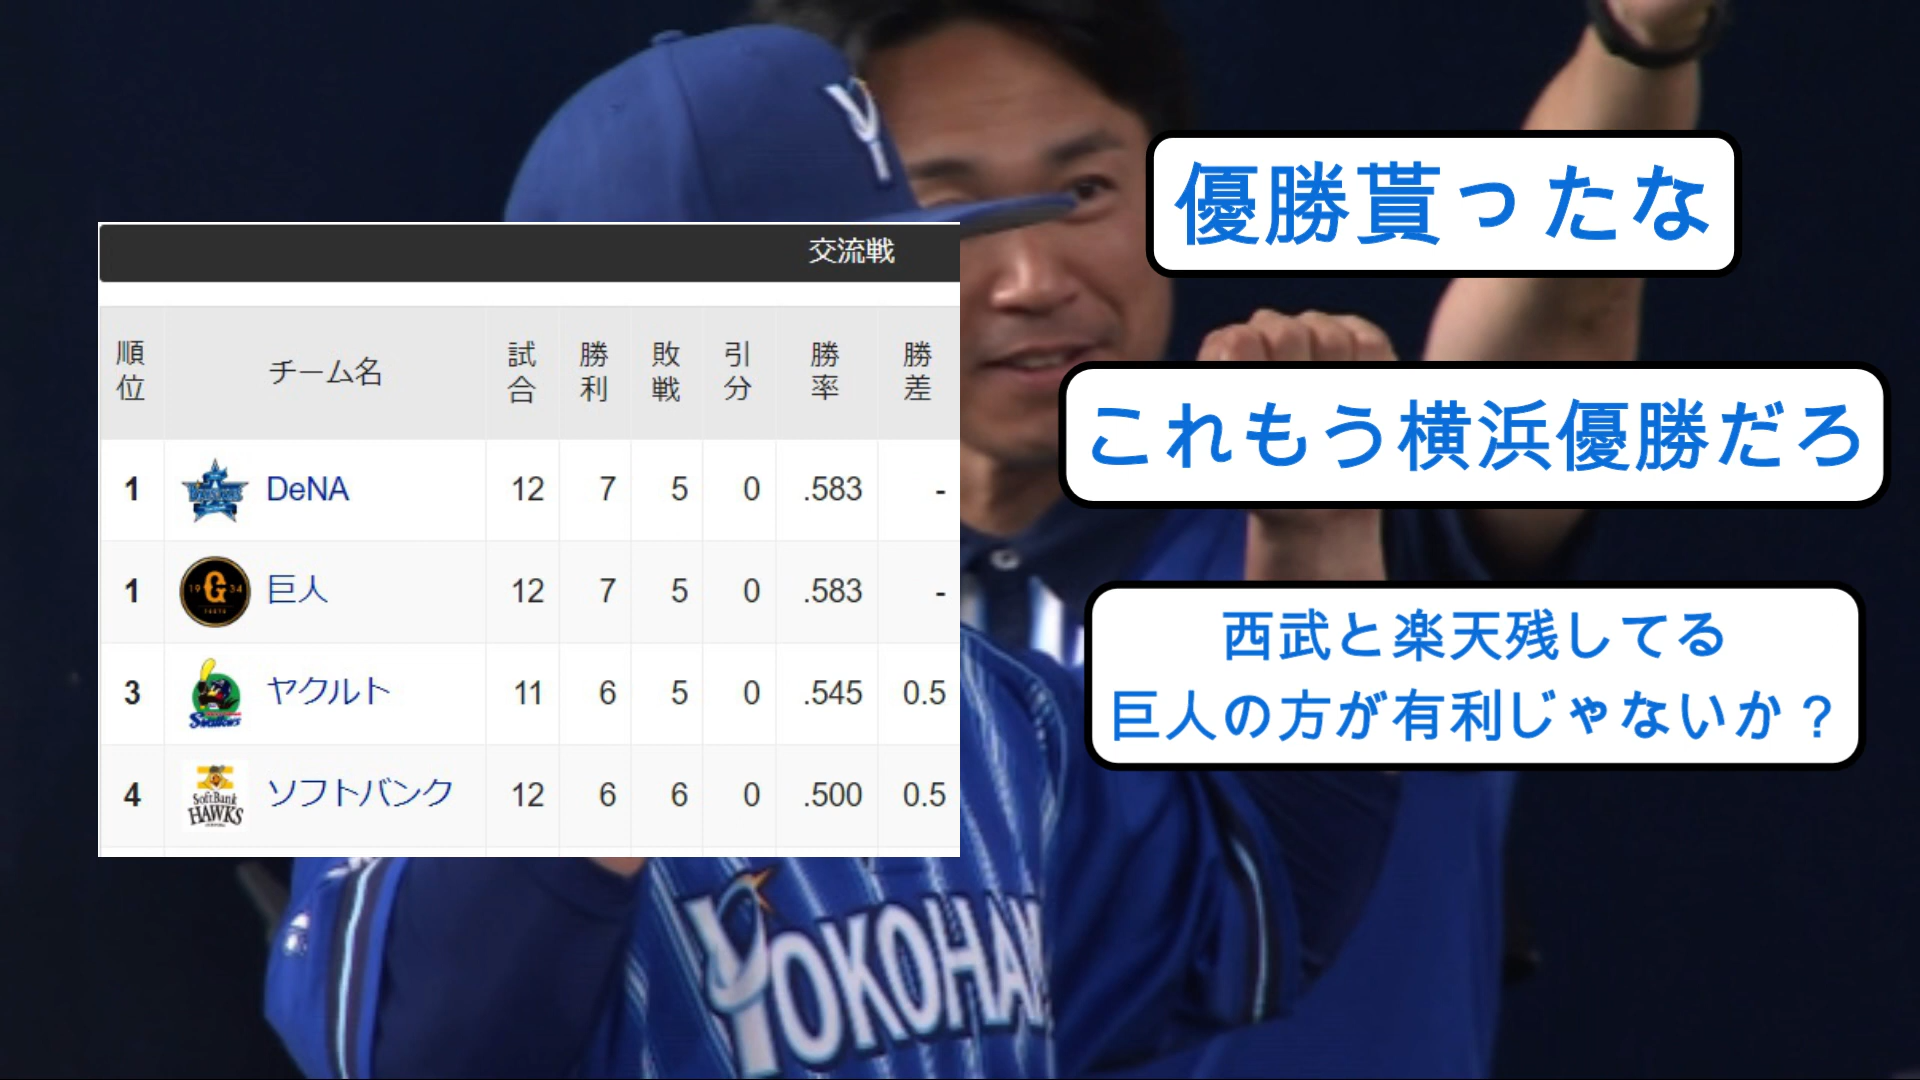 交流戦
順位 チーム名 試合 勝利 敗戦 引分 勝率 勝差
1 DeNA 12 7 5 0 .583 -
1 巨人 12 7 5 0 .583 -
3 ヤクルト 11 6 5 0 .545 0.5
4 SoftBank HAWKS ソフトバンク 12 6 6 0 .500 0.5
優勝貰ったな
これもう横浜優勝だろ
西武と楽天残してる
巨人の方が有利じゃないか？
YOKOHA